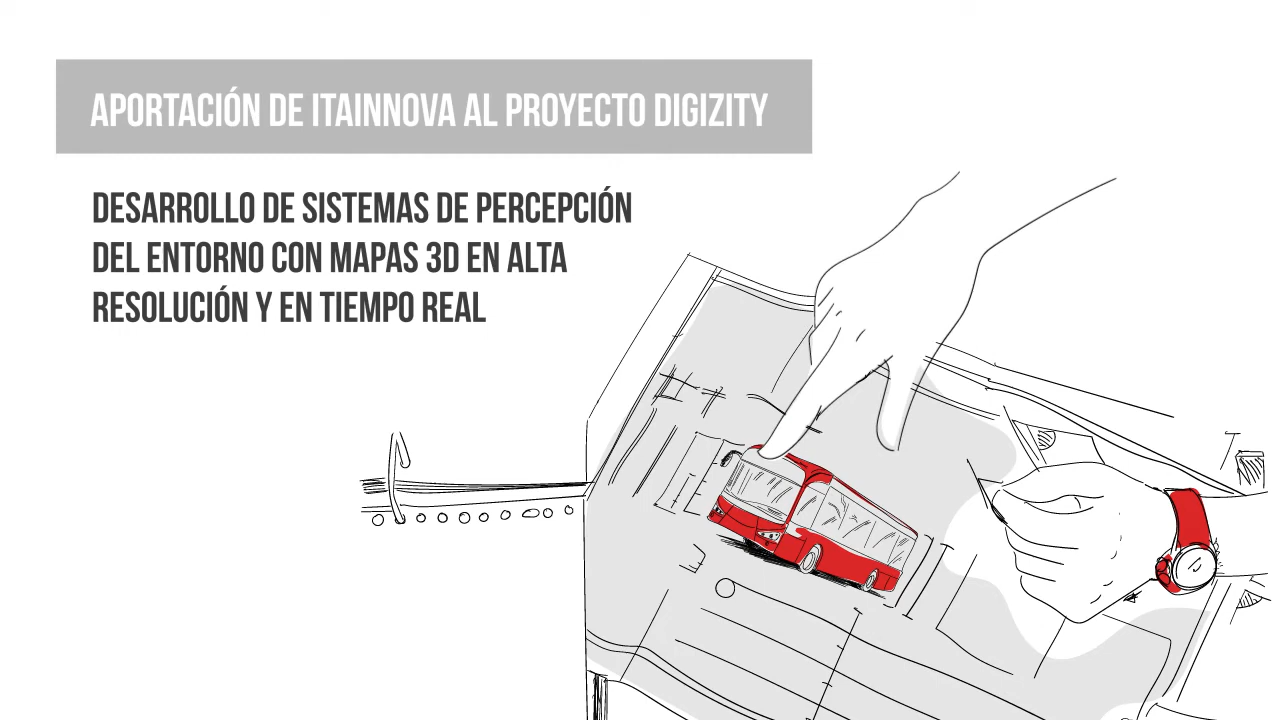 APORTACIÓN DE ITAINNOVA AL PROYECTO DIGIZITY
DESARROLLO DE SISTEMAS DE PERCEPCIÓN
DEL ENTORNO CON MAPAS 3D EN ALTA
RESOLUCIÓN Y EN TIEMPO REAL